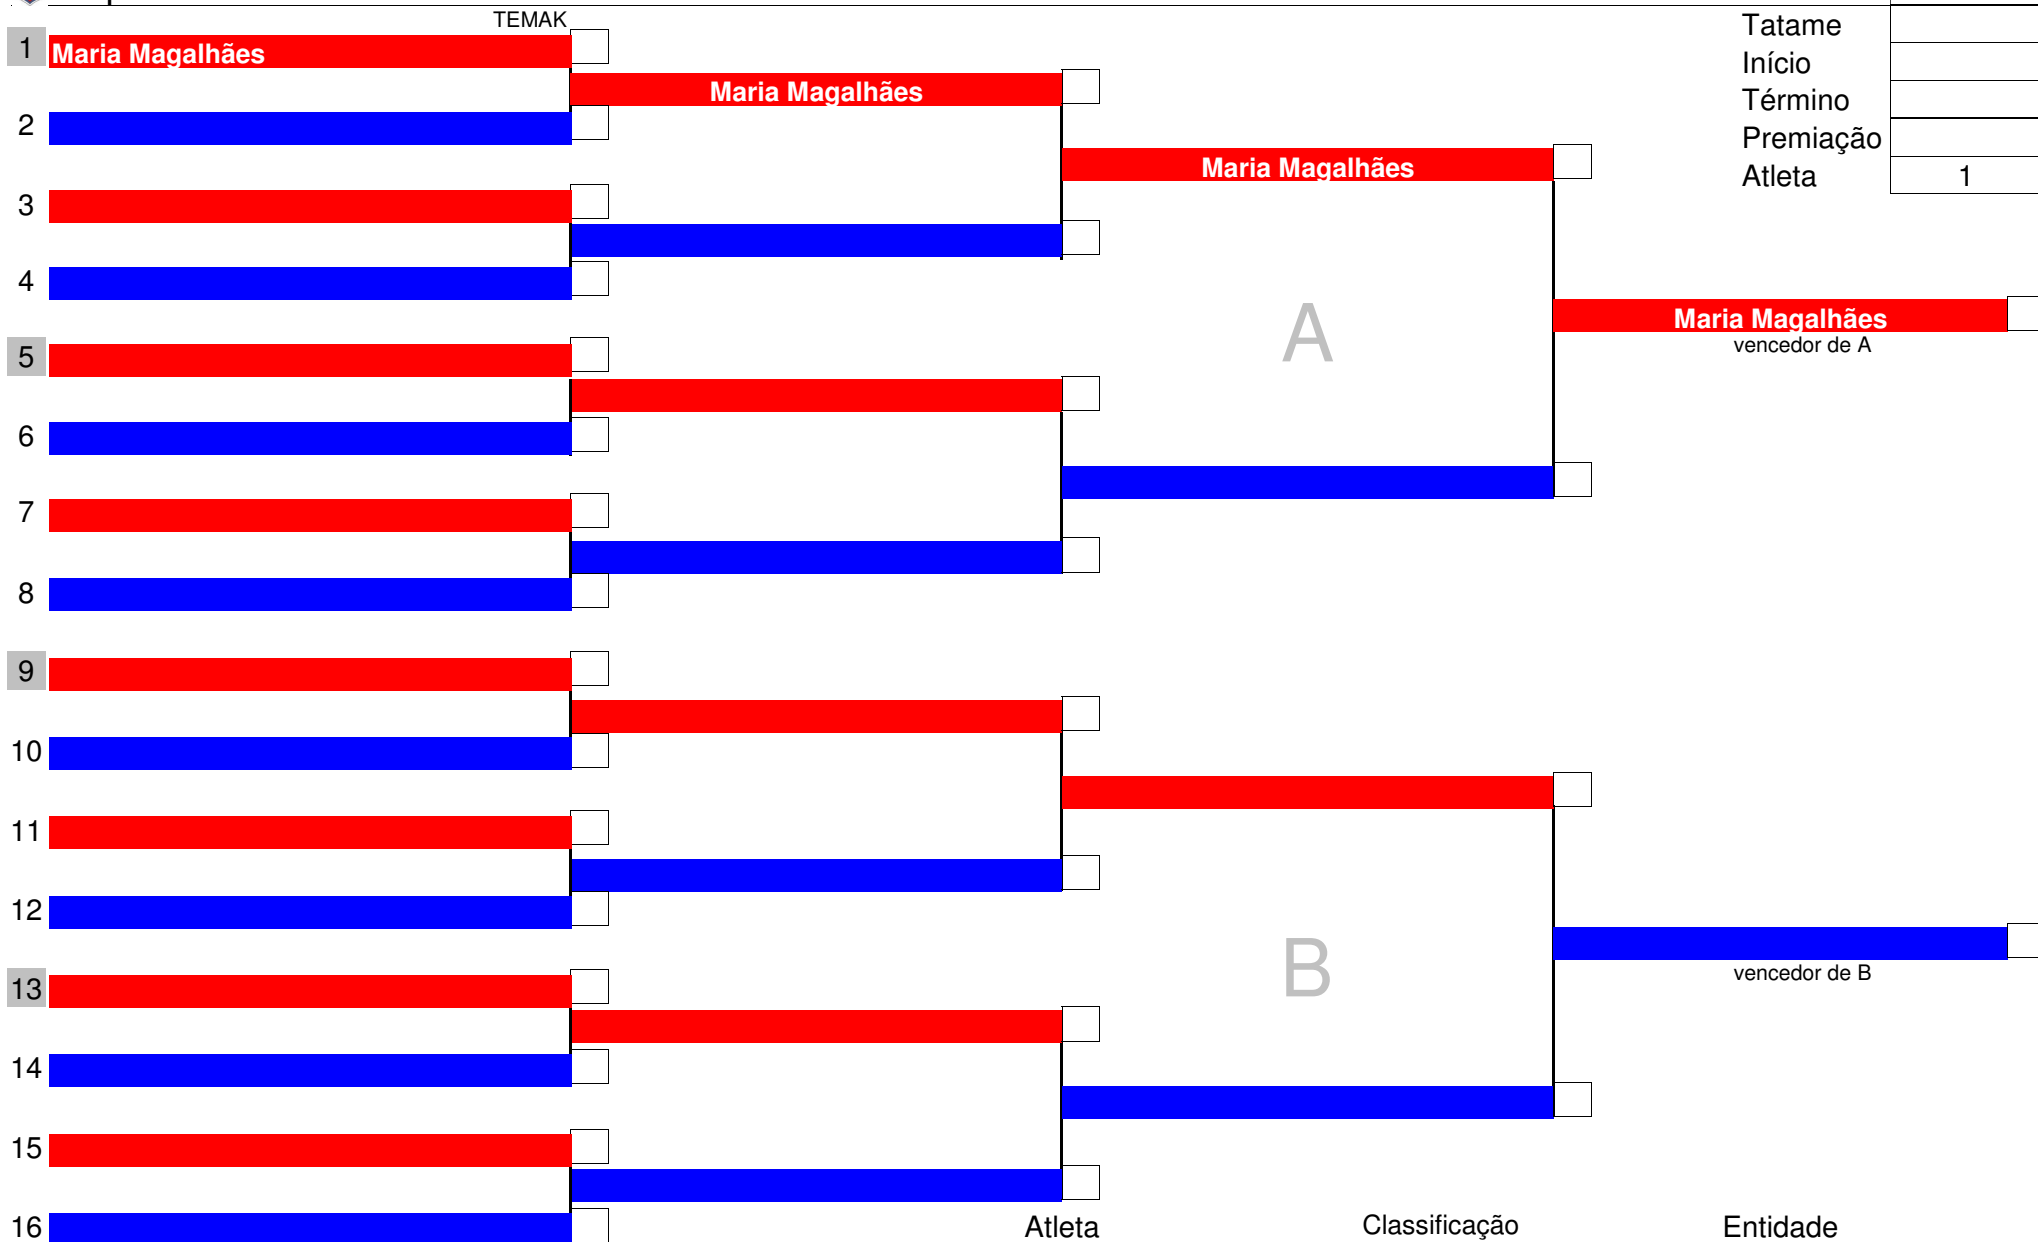 TEMAK
Tatame
1 Maria Magalhães
Início
Maria Magalhães
Término
2
Premiação
Maria Magalhães
Atleta 1
3
4
A
Maria Magalhães
vencedor de A
5
6
7
8
9
10
11
12
B
vencedor de B
13
14
15
16
Atleta Classificação Entidade